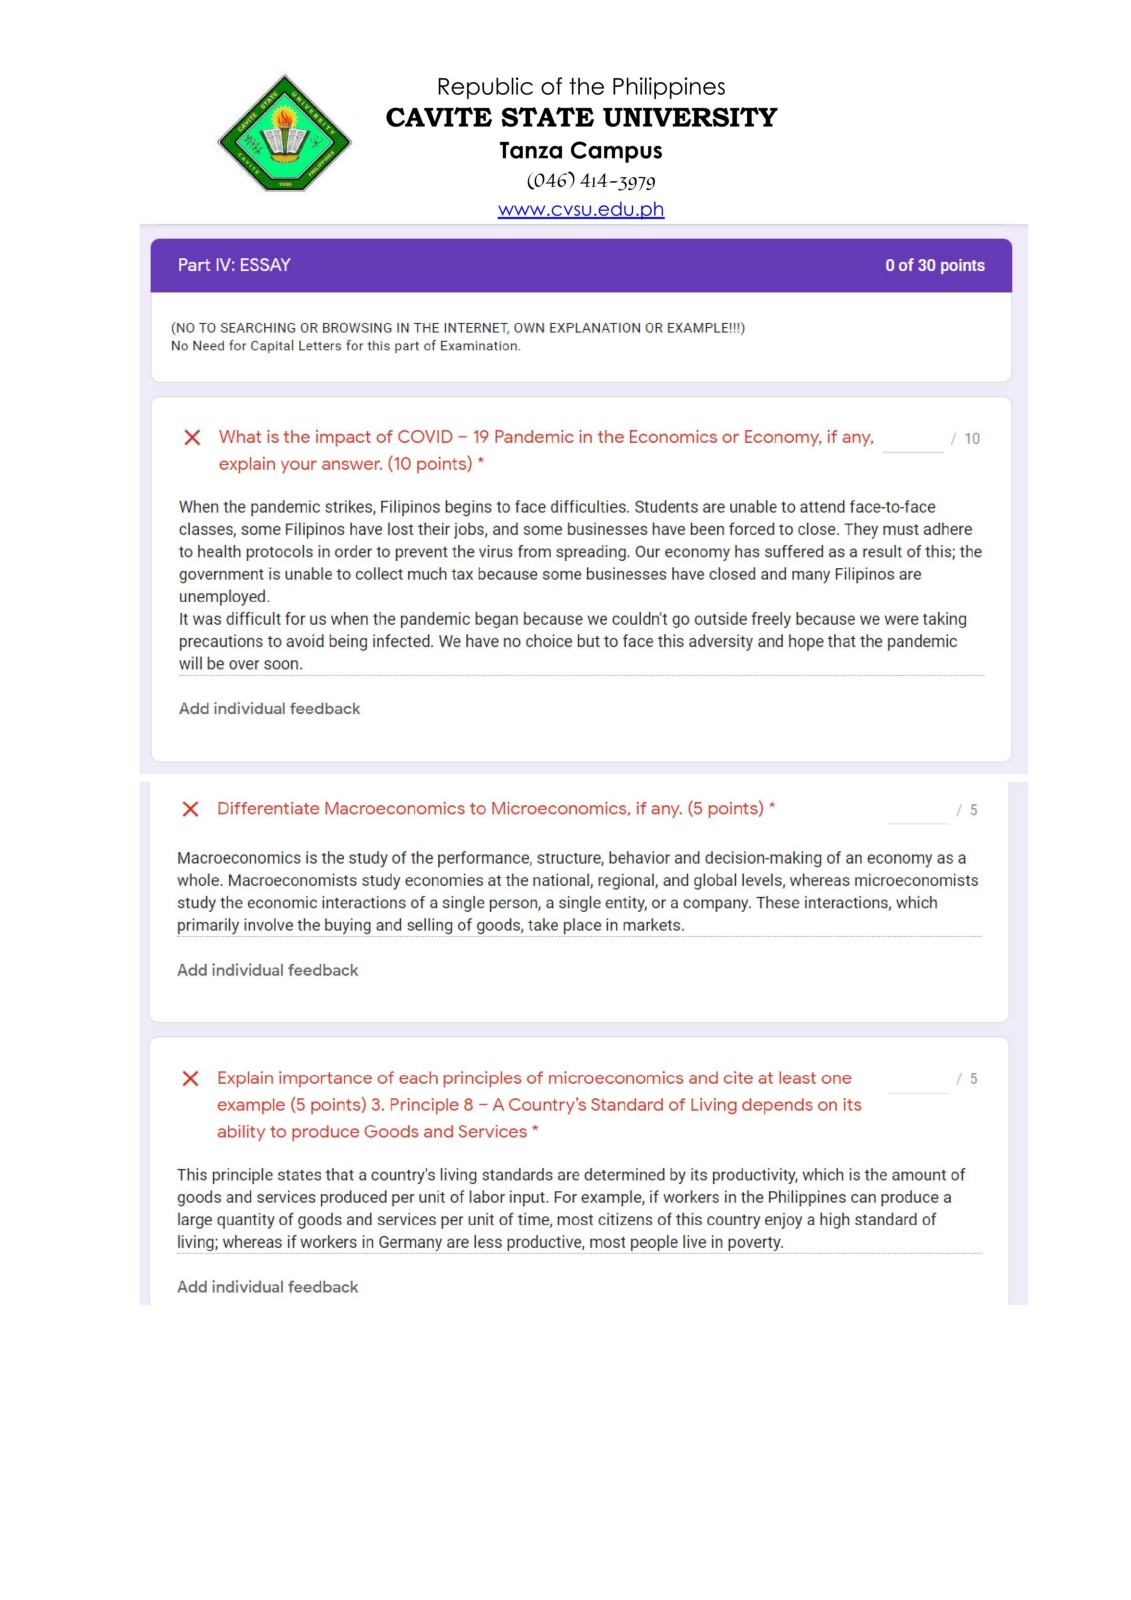 Republic of the Philippines
CAVITE STATE UNIVERSITY
Tanza Campus
(046) 414-3979
www.cvsu.edu.ph
CAVITE STATE UNIVERSITY
CAVITE
1906
PHILIPPINES
Part IV: ESSAY 0 of 30 points
(NO TO SEARCHING OR BROWSING IN THE INTERNET, OWN EXPLANATION OR EXAMPLE!!!)
No Need for Capital Letters for this part of Examination.
What is the impact of COVID – 19 Pandemic in the Economics or Economy, if any, / 10
explain your answer. (10 points) *
When the pandemic strikes, Filipinos begins to face difficulties. Students are unable to attend face-to-face
classes, some Filipinos have lost their jobs, and some businesses have been forced to close. They must adhere
to health protocols in order to prevent the virus from spreading. Our economy has suffered as a result of this; the
government is unable to collect much tax because some businesses have closed and many Filipinos are
unemployed.
It was difficult for us when the pandemic began because we couldn't go outside freely because we were taking
precautions to avoid being infected. We have no choice but to face this adversity and hope that the pandemic
will be over soon.
Add individual feedback
Differentiate Macroeconomics to Microeconomics, if any. (5 points) * / 5
Macroeconomics is the study of the performance, structure, behavior and decision-making of an economy as a
whole. Macroeconomists study economies at the national, regional, and global levels, whereas microeconomists
study the economic interactions of a single person, a single entity, or a company. These interactions, which
primarily involve the buying and selling of goods, take place in markets.
Add individual feedback
Explain importance of each principles of microeconomics and cite at least one / 5
example (5 points) 3. Principle 8 – A Country's Standard of Living depends on its
ability to produce Goods and Services *
This principle states that a country's living standards are determined by its productivity, which is the amount of
goods and services produced per unit of labor input. For example, if workers in the Philippines can produce a
large quantity of goods and services per unit of time, most citizens of this country enjoy a high standard of
living; whereas if workers in Germany are less productive, most people live in poverty.
Add individual feedback